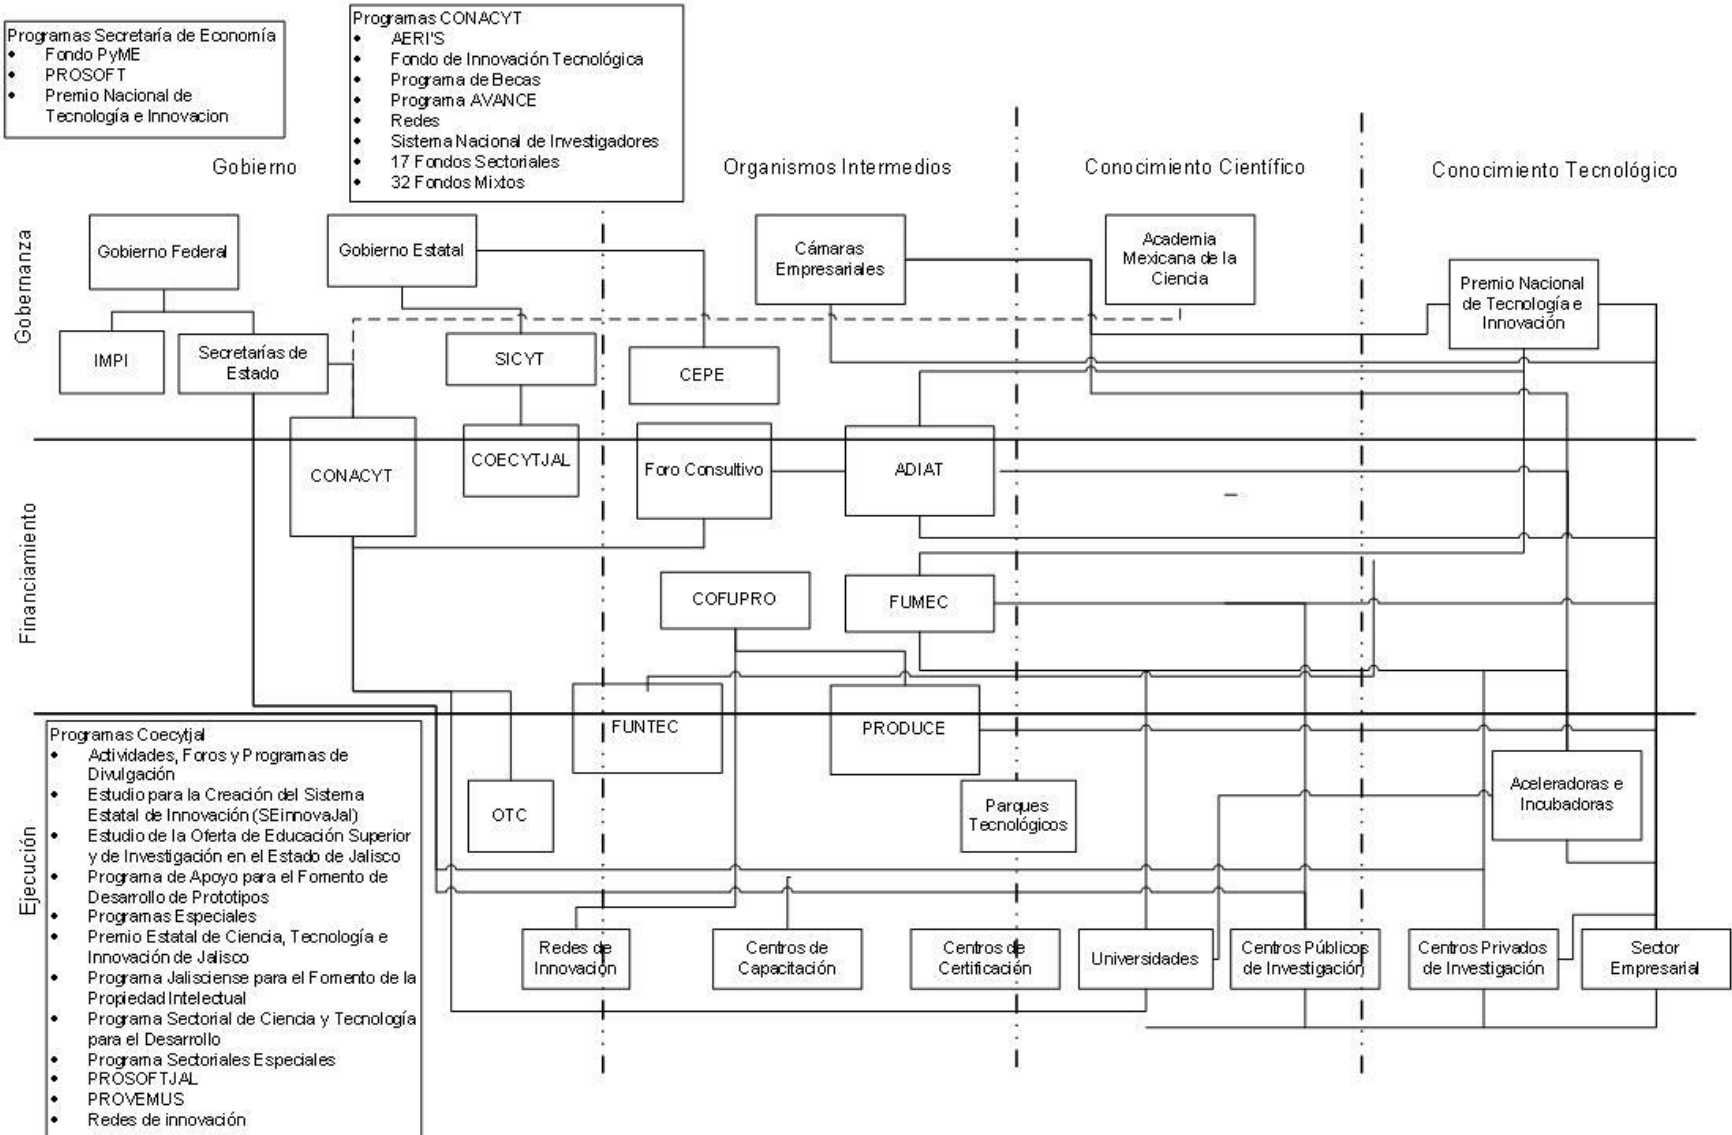 Programas Secretaría de Economía
• Fondo PyME
• PROSOFT
• Premio Nacional de
Tecnología e Innovacion
Programas CONACYT
• AERI'S
• Fondo de Innovación Tecnológica
• Programa de Becas
• Programa AVANCE
• Redes
• Sistema Nacional de Investigadores
• 17 Fondos Sectoriales
• 32 Fondos Mixtos
Gobierno
Organismos Intermedios
Conocimiento Científico
Conocimiento Tecnológico
Gobernanza
Gobierno Federal
Gobierno Estatal
Cámaras
Empresariales
Academia
Mexicana de la
Ciencia
Premio Nacional
de Tecnología e
Innovación
IMPI
Secretarías de
Estado
SICYT
CEPE
Financiamiento
CONACYT
COECYTJAL
Foro Consultivo
ADIAT
COFUPRO
FUMEC
FUNTEC
PRODUCE
Ejecución
Programas Coecytjal
• Actividades, Foros y Programas de
Divulgación
• Estudio para la Creación del Sistema
Estatal de Innovación (SEinnovaJal)
• Estudio de la Oferta de Educación Superior
y de Investigación en el Estado de Jalisco
• Programa de Apoyo para el Fomento de
Desarrollo de Prototipos
• Programas Especiales
• Premio Estatal de Ciencia, Tecnología e
Innovación de Jalisco
• Programa Jalisciense para el Fomento de la
Propiedad Intelectual
• Programa Sectorial de Ciencia y Tecnología
para el Desarrollo
• Programa Sectoriales Especiales
• PROSOFTJAL
• PROVEMUS
• Redes de innovación
OTC
Parques
Tecnológicos
Aceleradoras e
Incubadoras
Redes de
Innovación
Centros de
Capacitación
Centros de
Certificación
Universidades
Centros Públicos
de Investigación
Centros Privados
de Investigación
Sector
Empresarial